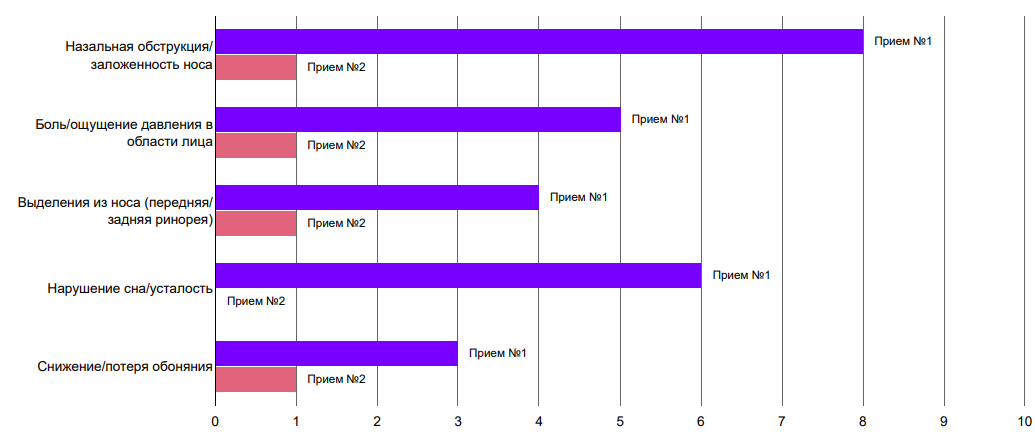 Назальная обструкция/
заложенность носа
Прием №1
Прием №2
Боль/ощущение давления в
области лица
Прием №1
Прием №2
Выделения из носа (передняя/
задняя ринорея)
Прием №1
Прием №2
Нарушение сна/усталость
Прием №1
Прием №2
Снижение/потеря обоняния
Прием №1
Прием №2
0 1 2 3 4 5 6 7 8 9 10